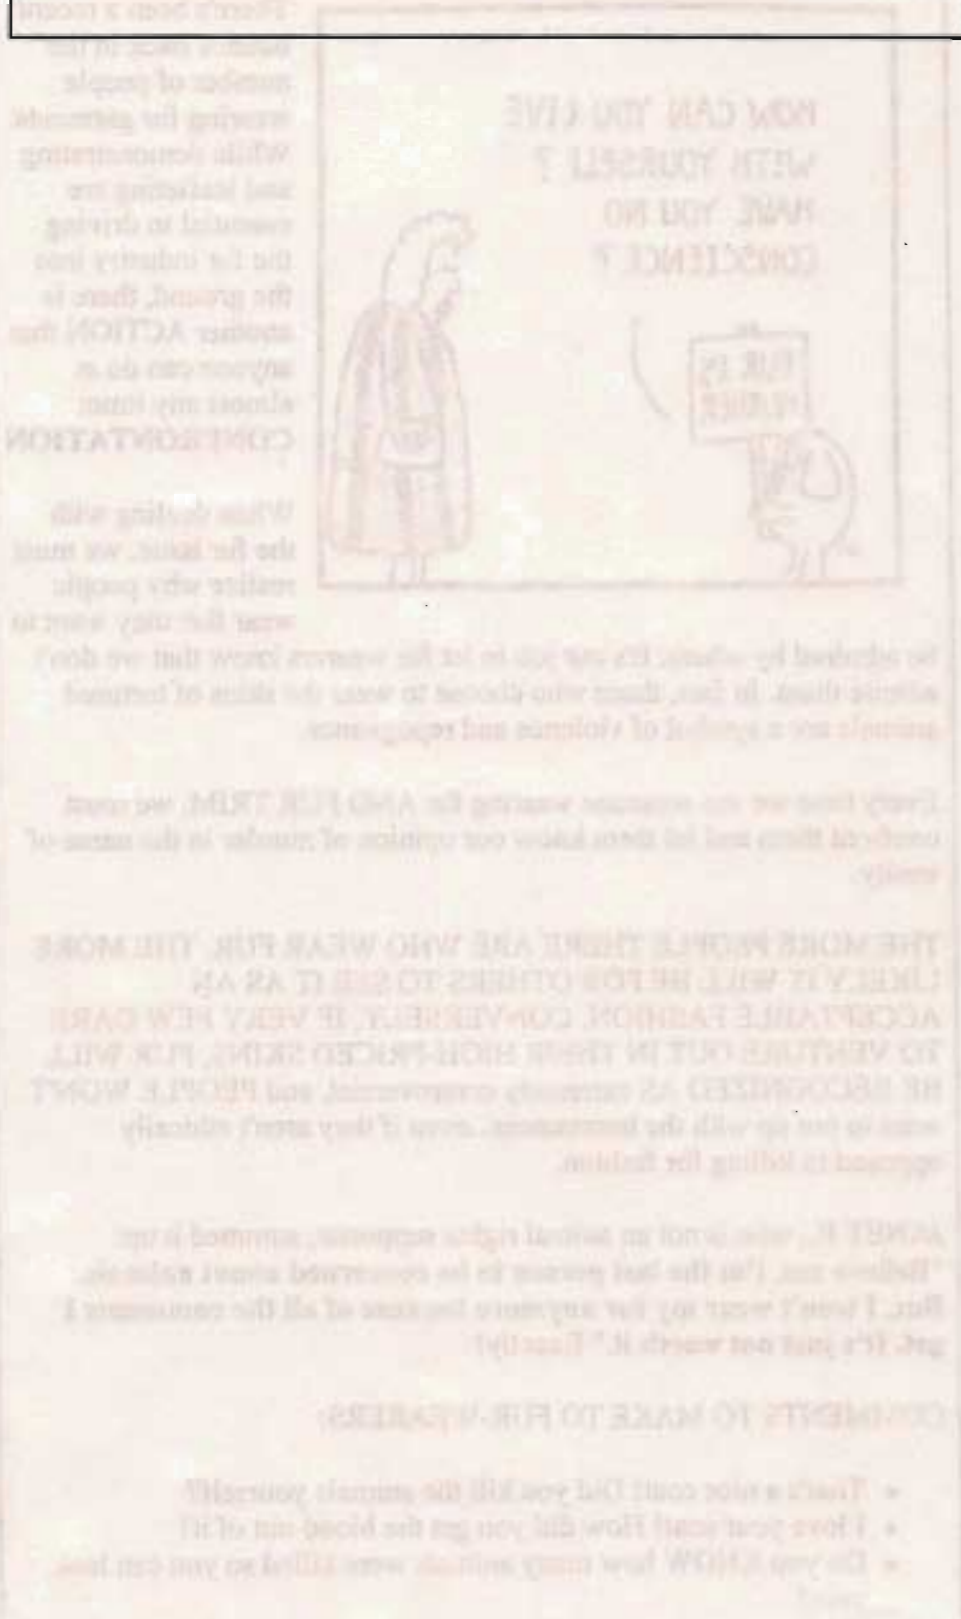 There's been a recent
number of people
wearing fur garments.
While demonstrating
and leafleting are
essential in driving
the fur industry into
the ground, there is
another ACTION that
anyone can do at
almost any time:
CONFRONTATION
HOW CAN YOU LIVE
WITH YOURSELF?
HAVE YOU NO
CONSCIENCE?
FUR IS
MURDER
When dealing with
the fur issue, we must
realize why people
wear fur: they want to
be admired by others. It's our job to let fur wearers know that we don't
admire them. In fact, those who choose to wear the skins of tortured
animals are a symbol of violence and repugnance.
Every time we see someone wearing fur AND FUR TRIM, we must
confront them and let them know our opinion of murder in the name of
vanity.
THE MORE PEOPLE THERE ARE WHO WEAR FUR, THE MORE
LIKELY IT WILL BE FOR OTHERS TO SEE IT AS AN
ACCEPTABLE FASHION. CONVERSELY, IF VERY FEW DARE
TO VENTURE OUT IN THEIR HIGH-PRICED SKINS, FUR WILL
BE RECOGNIZED AS extremely controversial, and PEOPLE WON'T
want to put up with the harassment, even if they aren't ethically
opposed to killing for fashion.
JANET who is not an animal rights supporter, summed it up:
"Believe me, I'm the last person to be concerned about animals.
But, I won't wear my fur anymore because of all the comments I
get. It's just not worth it." Exactly!
COMMENTS TO MAKE TO FUR-WEARERS:
• That's a nice coat! Did you kill the animals yourself?
• I love your coat! How did you get the blood out of it?
• Do you KNOW how many animals were killed so you can look